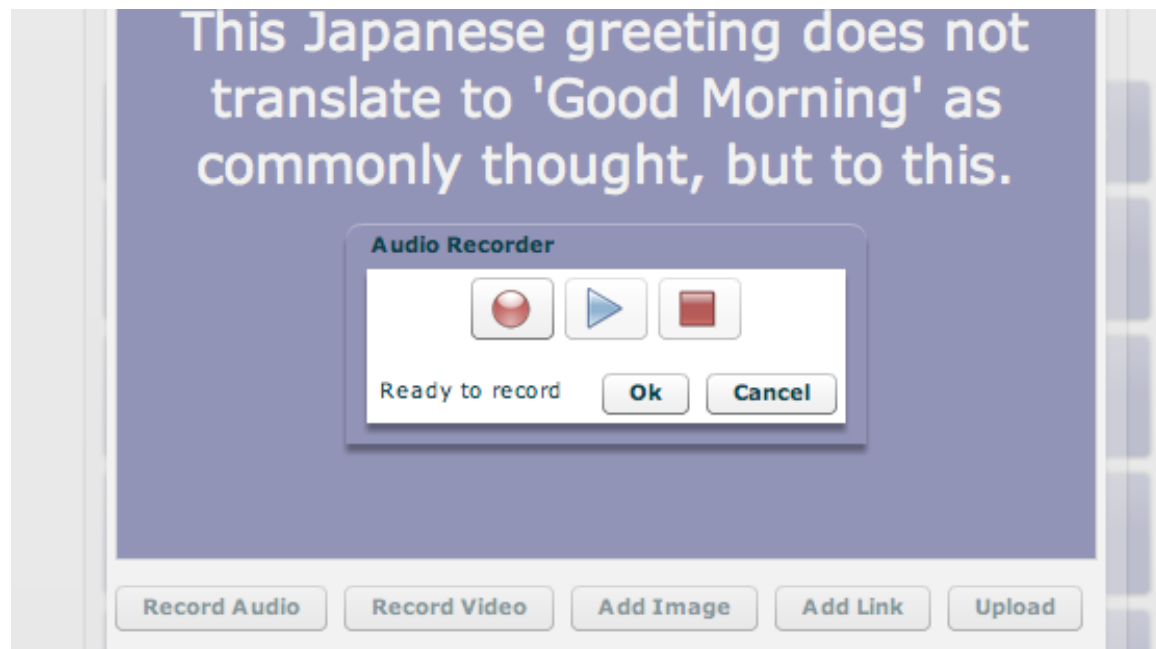 This Japanese greeting does not
translate to 'Good Morning' as
commonly thought, but to this.
Audio Recorder
Ready to record Ok Cancel
Record Audio Record Video Add Image Add Link Upload